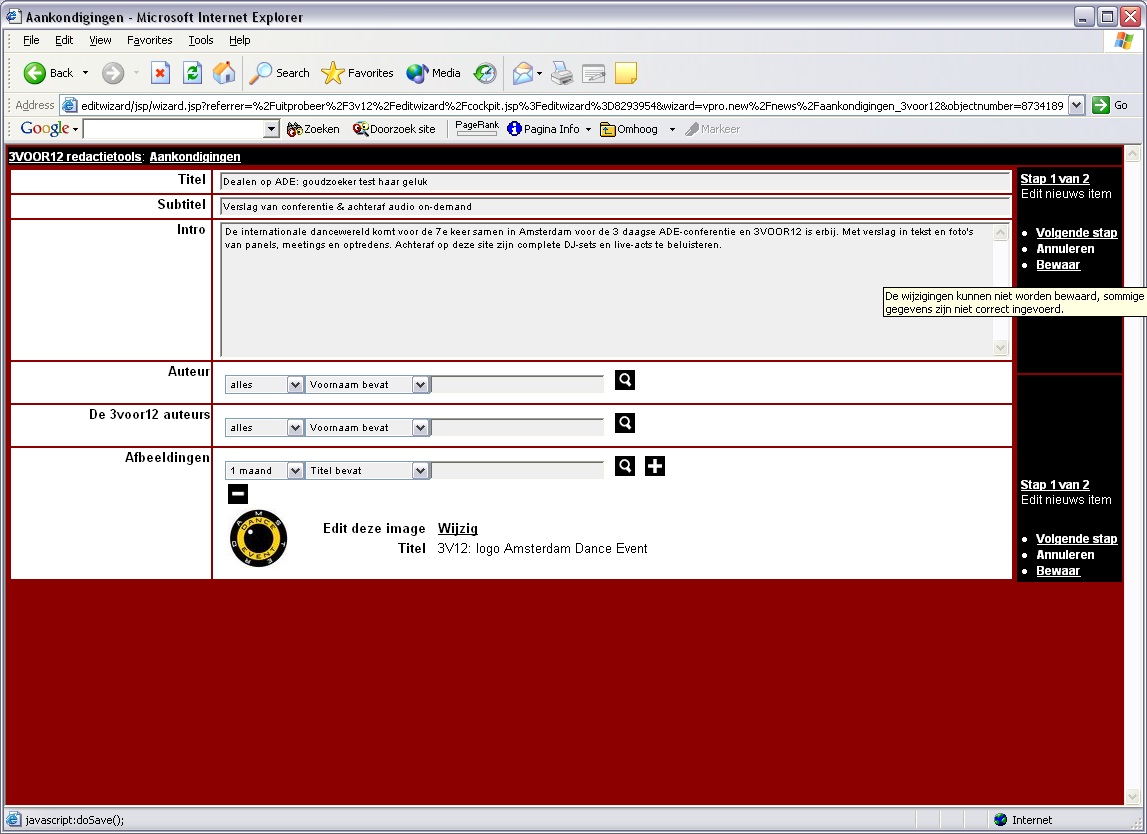 Aankondigingen - Microsoft Internet Explorer
File Edit View Favorites Tools Help
Back Search Favorites Media
Address editwizard/jsp/wizard.jsp?referrer=%2Fuitprobeer%2F3v12%2Feditwizard%2Fcockpit.jsp%3Feditwizard%3D8293954&wizard=vpro.new%2Fnews%2Faankondigingen_3voor12&objectnumber=8734189 Go
Google Zoeken Doorzoek site PageRank Pagina Info Omhoog Markeer
3VOOR12 redactietools: Aankondigingen
Titel Dealen op ADE: goudzoeker test haar geluk
Subtitel Verslag van conferentie & achteraf audio on-demand
Intro De internationale dancewereld komt voor de 7e keer samen in Amsterdam voor de 3 daagse ADE-conferentie en 3VOOR12 is erbij. Met verslag in tekst en foto's
van panels, meetings en optredens. Achteraf op deze site zijn complete DJ-sets en live-acts te beluisteren.
Stap 1 van 2
Edit nieuws item
Volgende stap
Annuleren
Bewaar
De wijzigingen kunnen niet worden bewaard, sommige
gegevens zijn niet correct ingevoerd.
Auteur alles Voornaam bevat
De 3voor12 auteurs alles Voornaam bevat
Afbeeldingen 1 maand Titel bevat
AMSTERDAM
DANCE
EVENT
Edit deze image Wijzig
Titel 3V12: logo Amsterdam Dance Event
Stap 1 van 2
Edit nieuws item
Volgende stap
Annuleren
Bewaar
javascript:doSave(); Internet